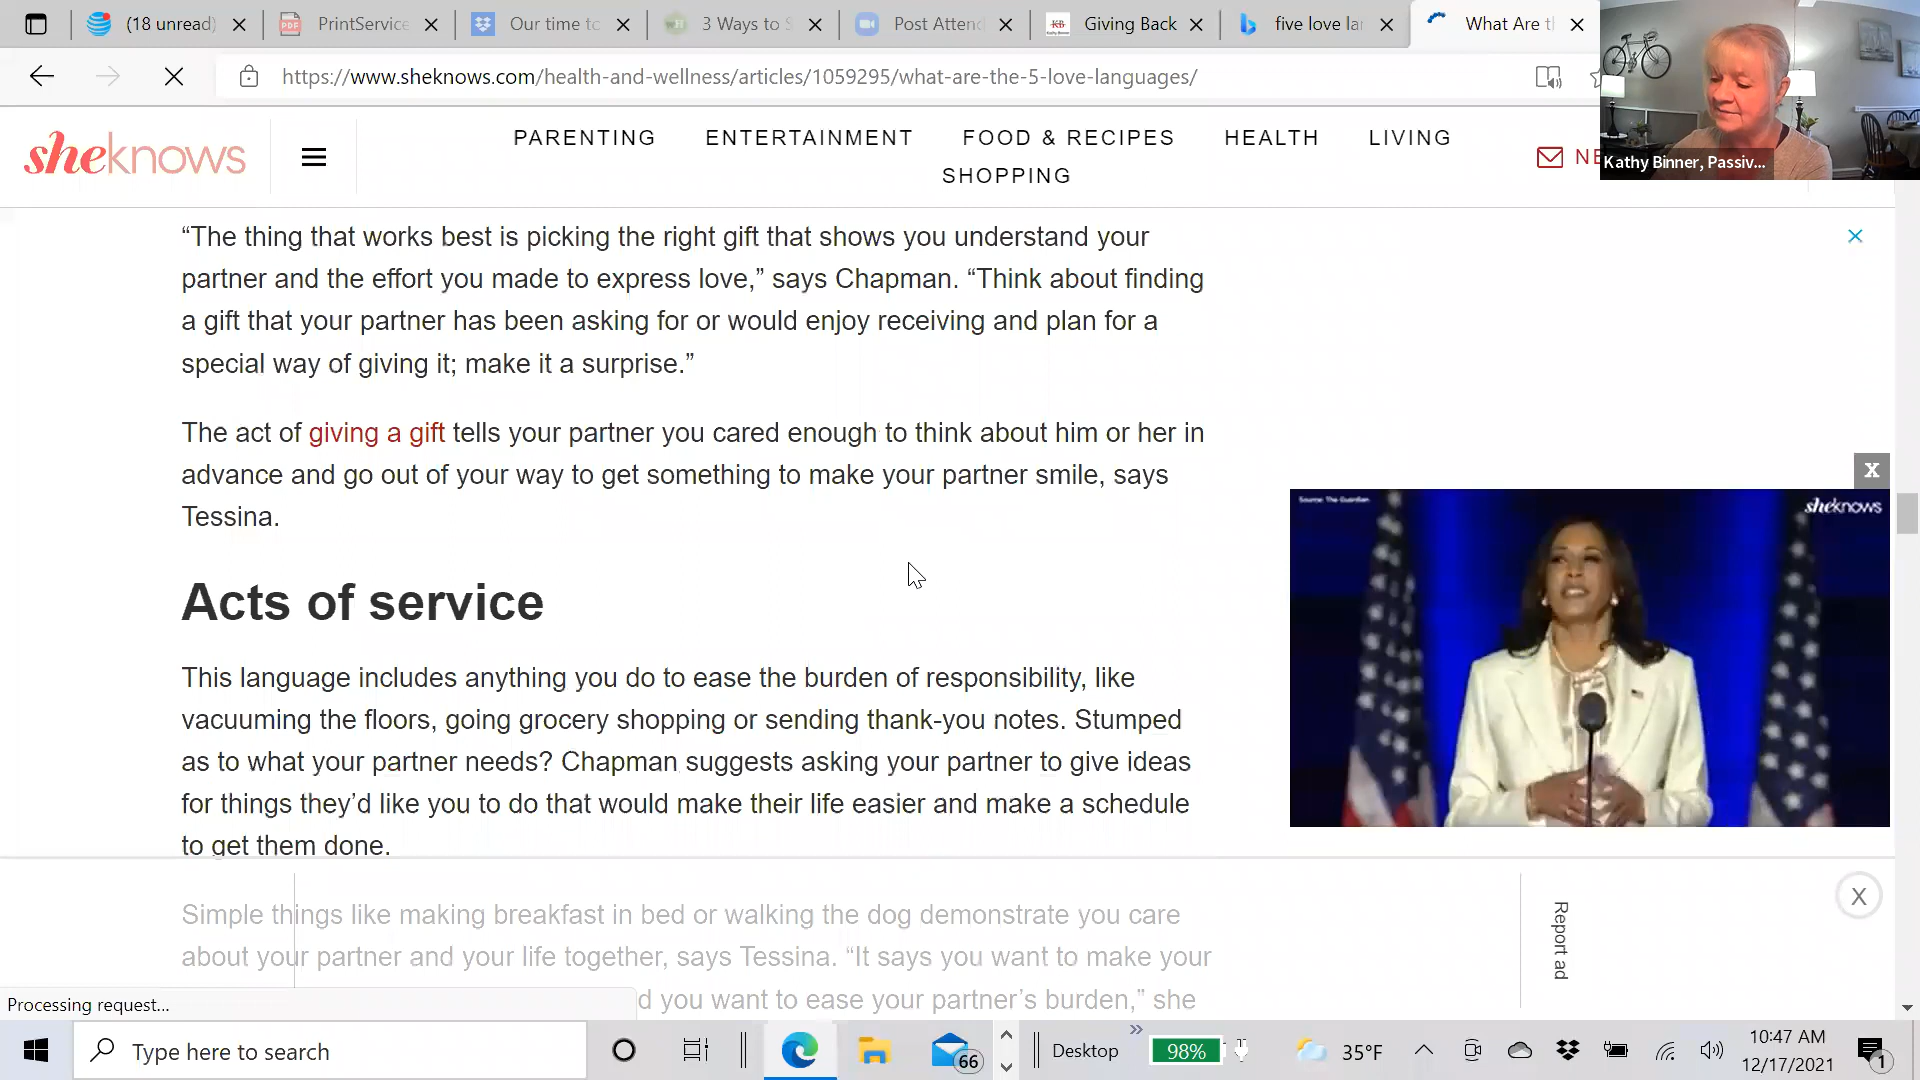 (18 unread)
PrintService
Our time to
3 Ways to S
Post Attend
Giving Back
five love la
What Are t
https://www.sheknows.com/health-and-wellness/articles/1059295/what-are-the-5-love-languages/
sheknows
PARENTING ENTERTAINMENT FOOD & RECIPES HEALTH LIVING
SHOPPING
NE
Kathy Binner, Passiv...
“The thing that works best is picking the right gift that shows you understand your
partner and the effort you made to express love,” says Chapman. “Think about finding
a gift that your partner has been asking for or would enjoy receiving and plan for a
special way of giving it; make it a surprise.”
The act of giving a gift tells your partner you cared enough to think about him or her in
advance and go out of your way to get something to make your partner smile, says
Tessina.
X
Source: The Guardian
sheknows
Acts of service
This language includes anything you do to ease the burden of responsibility, like
vacuuming the floors, going grocery shopping or sending thank-you notes. Stumped
as to what your partner needs? Chapman suggests asking your partner to give ideas
for things they’d like you to do that would make their life easier and make a schedule
to get them done.
Simple things like making breakfast in bed or walking the dog demonstrate you care
about your partner and your life together, says Tessina. “It says you want to make your
d you want to ease your partner’s burden,” she
X
Report ad
Processing request...
Type here to search
66
Desktop
98%
35°F
10:47 AM
12/17/2021
1